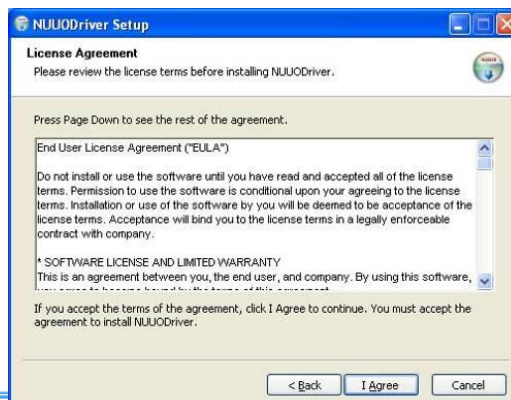 NUUODriver Setup
License Agreement
Please review the license terms before installing NUUODriver.
Press Page Down to see the rest of the agreement.
End User License Agreement ("EULA")
Do not install or use the software until you have read and accepted all of the license
terms. Permission to use the software is conditional upon your agreeing to the license
terms. Installation or use of the software by you will be deemed to be acceptance of the
license terms. Acceptance will bind you to the license terms in a legally enforceable
contract with company.
* SOFTWARE LICENSE AND LIMITED WARRANTY
This is an agreement between you, the end user, and company. By using this software,
If you accept the terms of the agreement, click I Agree to continue. You must accept the
agreement to install NUUODriver.
< Back
I Agree
Cancel